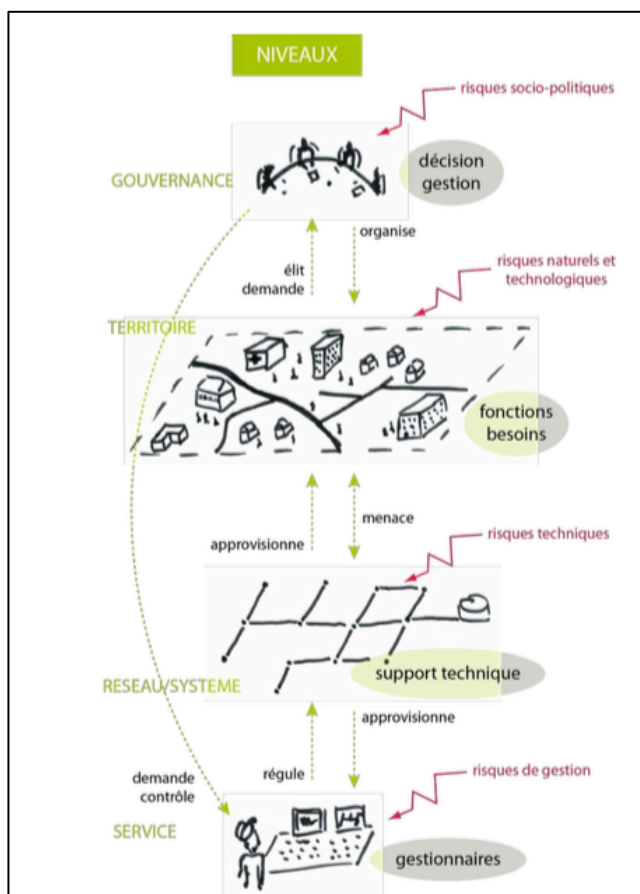 NIVEAUX
risques socio-politiques
GOUVERNANCE
décision
gestion
organise
élit
demande
risques naturels et
technologiques
TERRITOIRE
fonctions
besoins
menace
approvisionne
risques techniques
support technique
RESEAU/SYSTEME
approvisionne
régule
demande
contrôle
risques de gestion
SERVICE
gestionnaires